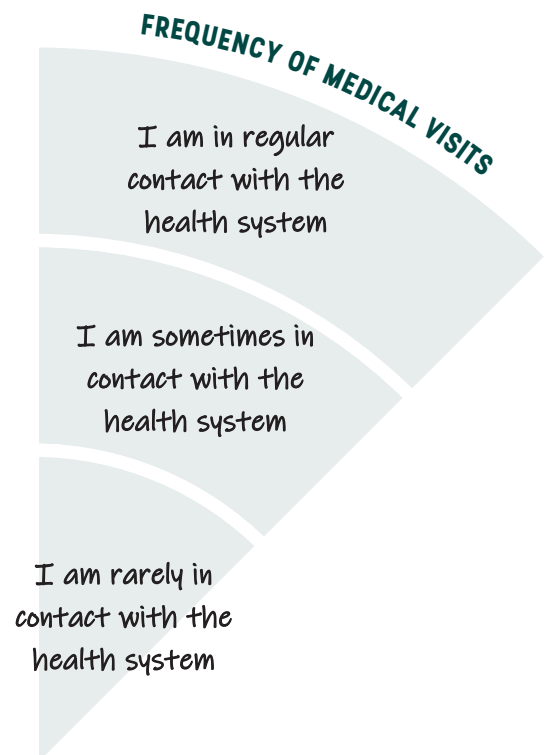 FREQUENCY OF MEDICAL VISITS
I am in regular
contact with the
health system
I am sometimes in
contact with the
health system
I am rarely in
contact with the
health system